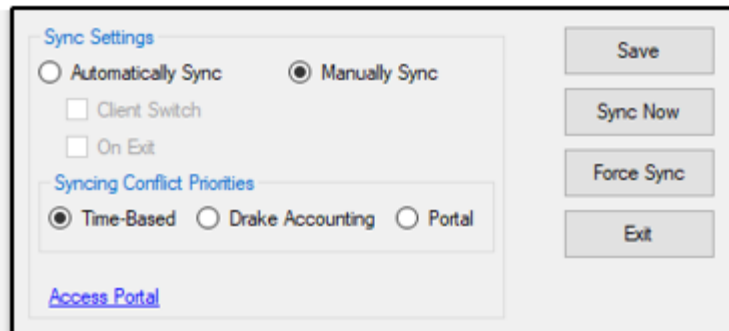 Sync Settings
Automatically Sync
Manually Sync
Client Switch
On Exit
Syncing Conflict Priorities
Time-Based
Drake Accounting
Portal
Access Portal
Save
Sync Now
Force Sync
Exit